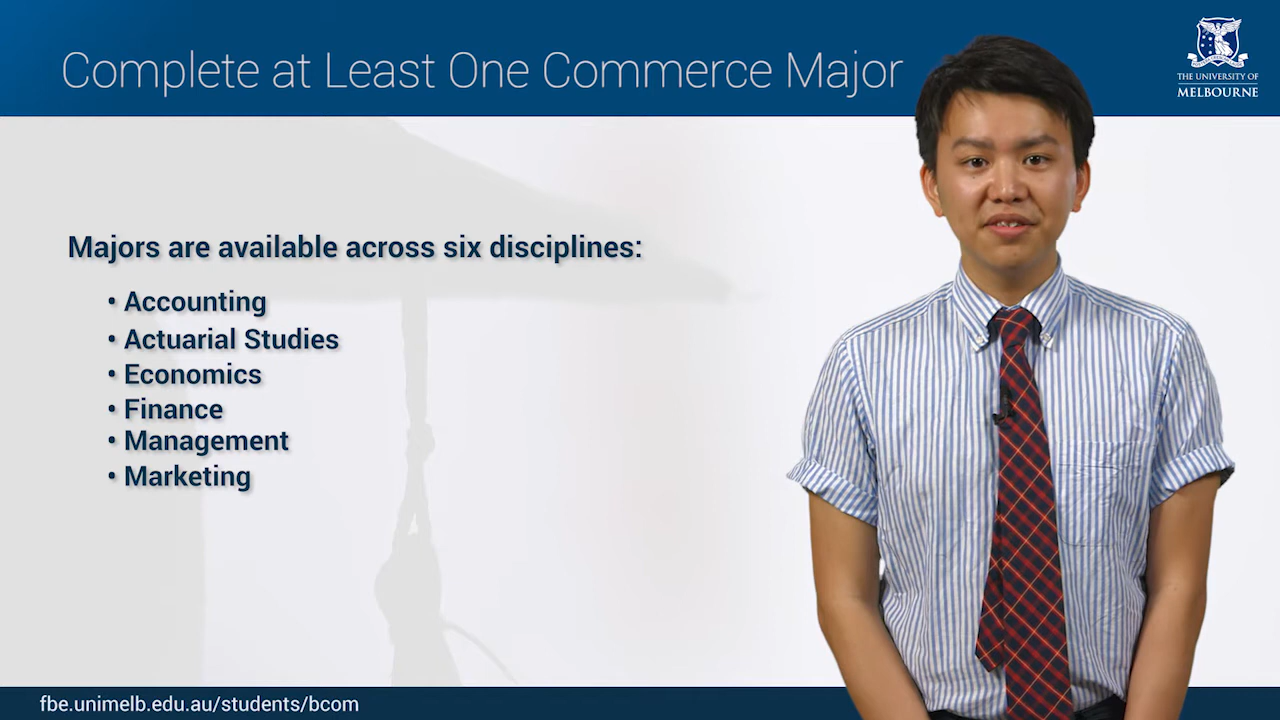 Complete at Least One Commerce Major
THE UNIVERSITY OF
MELBOURNE
Majors are available across six disciplines:
• Accounting
• Actuarial Studies
• Economics
• Finance
• Management
• Marketing
fbe.unimelb.edu.au/students/bcom